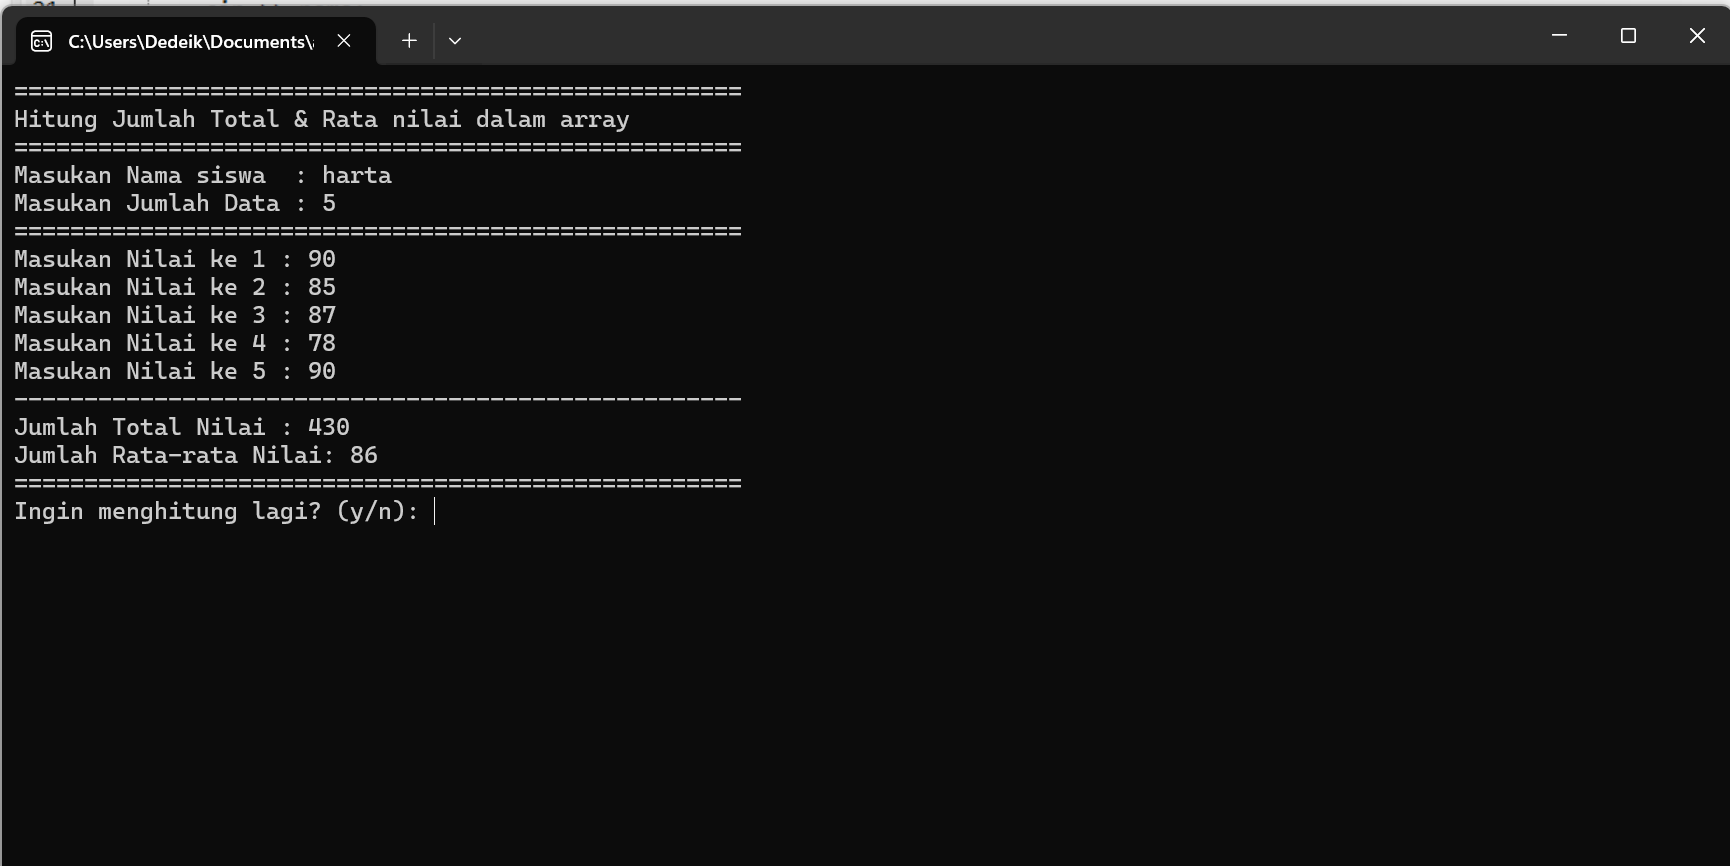 C:\Users\Dedeik\Documents\
====================================================
Hitung Jumlah Total & Rata nilai dalam array
====================================================
Masukan Nama siswa  : harta
Masukan Jumlah Data : 5
====================================================
Masukan Nilai ke 1 : 90
Masukan Nilai ke 2 : 85
Masukan Nilai ke 3 : 87
Masukan Nilai ke 4 : 78
Masukan Nilai ke 5 : 90
----------------------------------------------------
Jumlah Total Nilai : 430
Jumlah Rata-rata Nilai: 86
====================================================
Ingin menghitung lagi? (y/n):